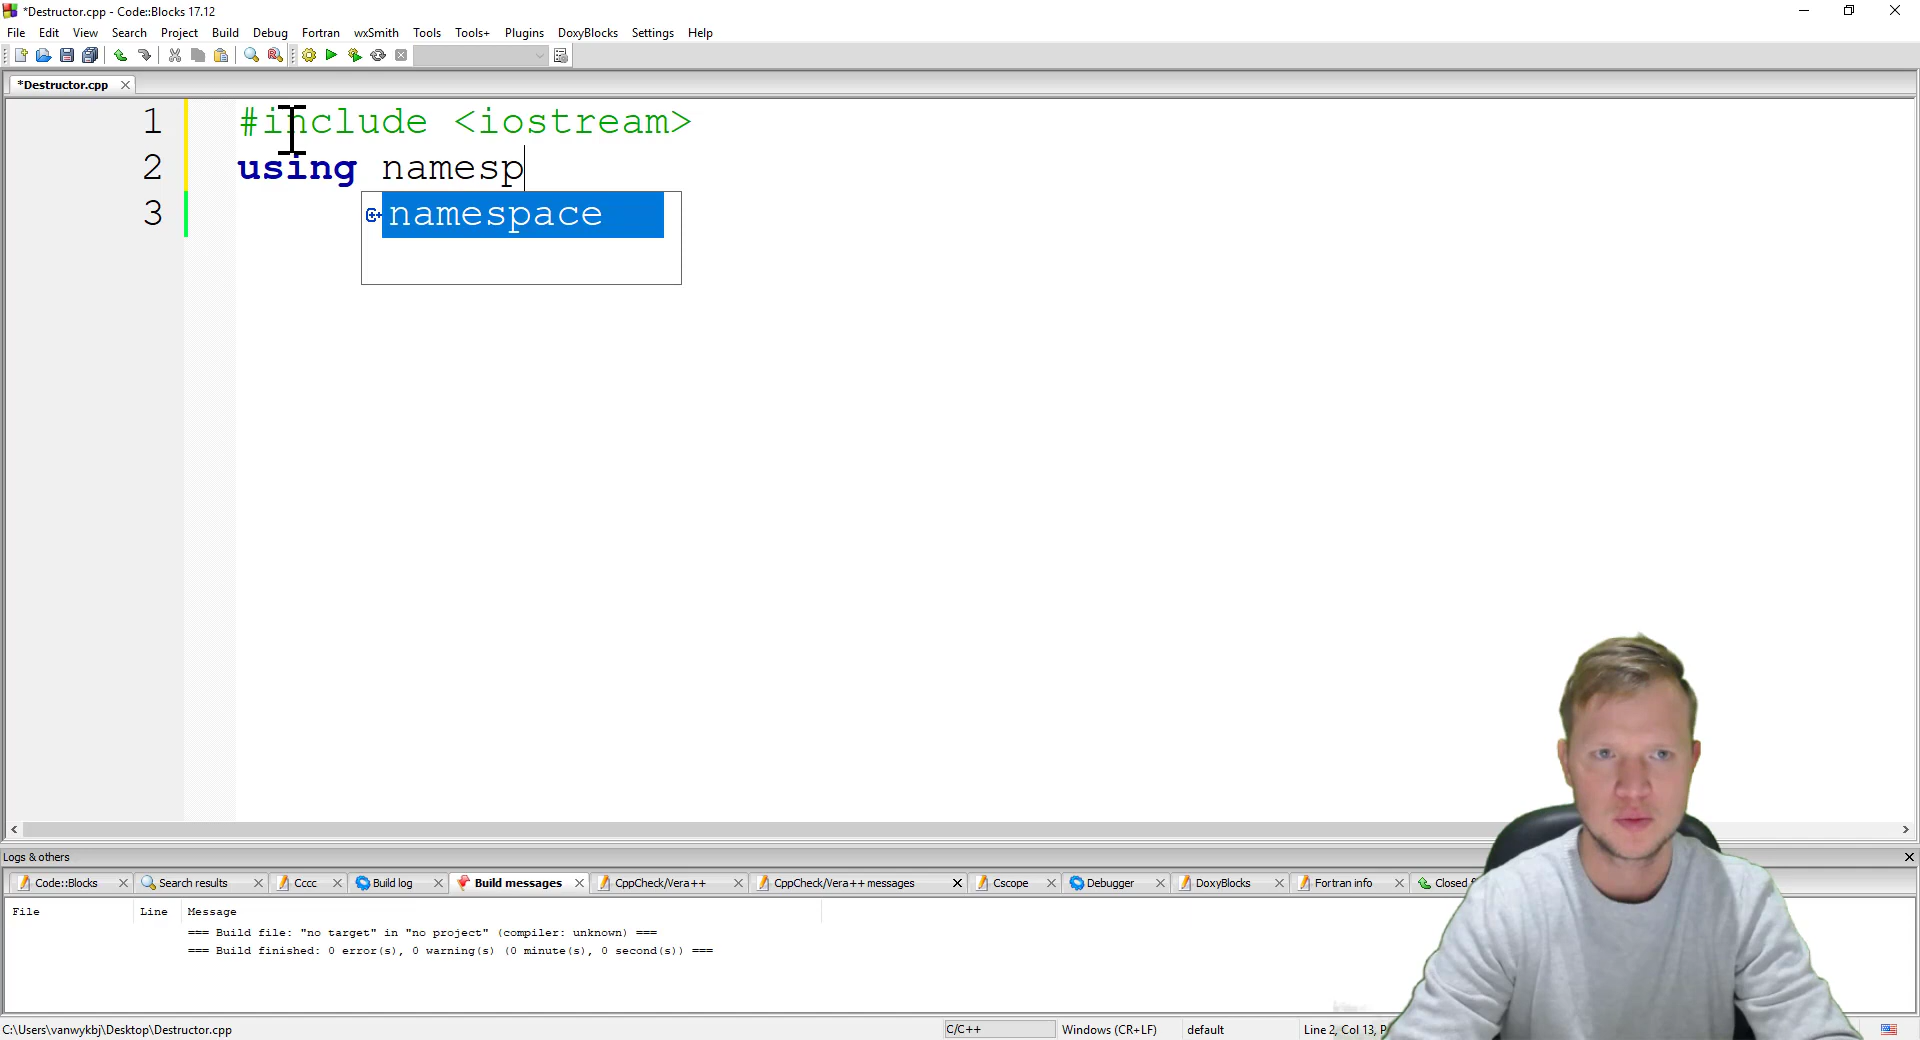 *Destructor.cpp - Code::Blocks 17.12
File Edit View Search Project Build Debug Fortran wxSmith Tools Tools+ Plugins DoxyBlocks Settings Help
*Destructor.cpp
1 #include <iostream>
2 using namesp
namespace
3
Logs & others
Code::Blocks Search results Cccc Build log Build messages CppCheck/Vera++ CppCheck/Vera++ messages Cscope Debugger DoxyBlocks Fortran info Closed
File Line Message
=== Build file: "no target" in "no project" (compiler: unknown) ===
=== Build finished: 0 error(s), 0 warning(s) (0 minute(s), 0 second(s)) ===
C:\Users\vanwykbj\Desktop\Destructor.cpp C/C++ Windows (CR+LF) default Line 2, Col 13,